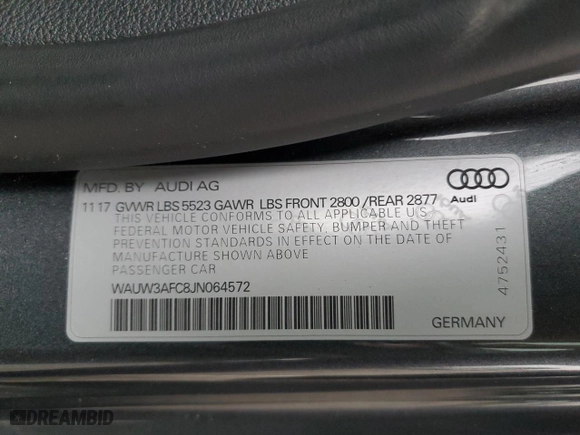 MFD. BY AUDI AG
11 17 GVWR LBS 5523 GAWR LBS FRONT 2800 /REAR 2877
THIS VEHICLE CONFORMS TO ALL APPLICABLE U.S
FEDERAL MOTOR VEHICLE SAFETY, BUMPER AND THEFT
PREVENTION STANDARDS IN EFFECT ON THE DATE OF
MANUFACTURE SHOWN ABOVE
PASSENGER CAR
WAUW3AFC8JN064572
Audi
4752431
GERMANY
DREAMBID